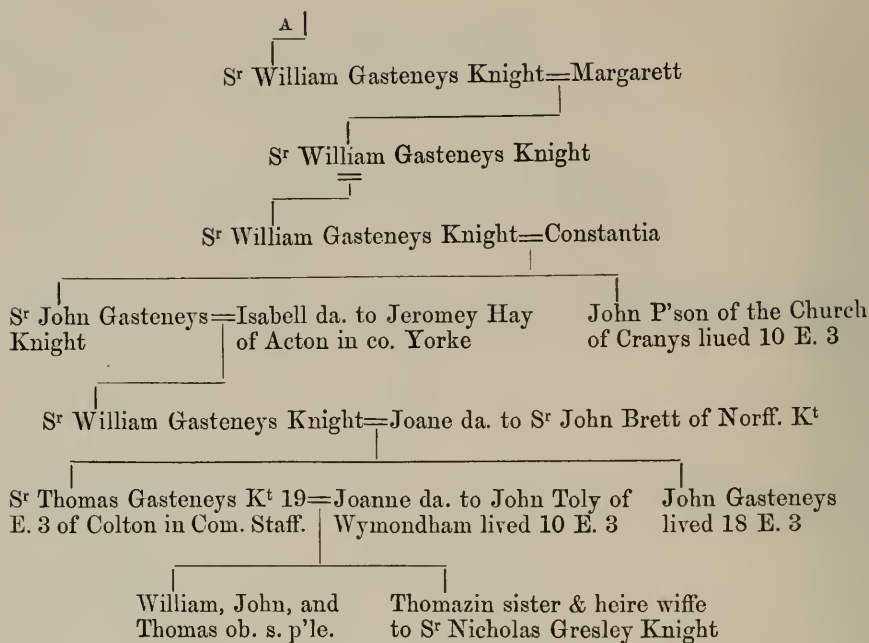 A
Sʳ William Gasteneys Knight=Margarett
Sʳ William Gasteneys Knight
=
Sʳ William Gasteneys Knight=Constantia
Sʳ John Gasteneys=Isabell da. to Jeromey Hay
Knight
of Acton in co. Yorke
John P'son of the Church
of Cranys liued 10 E. 3
Sʳ William Gasteneys Knight=Joane da. to Sʳ John Brett of Norff. Kᵗ
Sʳ Thomas Gasteneys Kᵗ 19=Joanne da. to John Toly of
E. 3 of Colton in Com. Staff.
Wymondham lived 10 E. 3
John Gasteneys
lived 18 E. 3
William, John, and
Thomas ob. s. p'le.
Thomazin sister & heire wiffe
to Sʳ Nicholas Gresley Knight